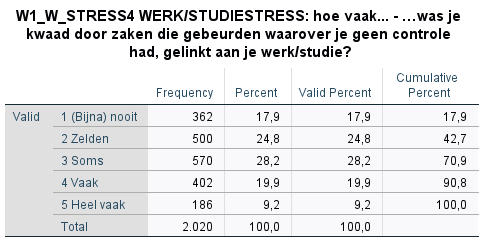 W1_W_STRESS4 WERK/STUDIESTRESS: hoe vaak... - …was je
kwaad door zaken die gebeurden waarover je geen controle
had, gelinkt aan je werk/studie?
Frequency Percent Valid Percent Cumulative Percent
Valid 1 (Bijna) nooit 362 17,9 17,9 17,9
2 Zelden 500 24,8 24,8 42,7
3 Soms 570 28,2 28,2 70,9
4 Vaak 402 19,9 19,9 90,8
5 Heel vaak 186 9,2 9,2 100,0
Total 2.020 100,0 100,0